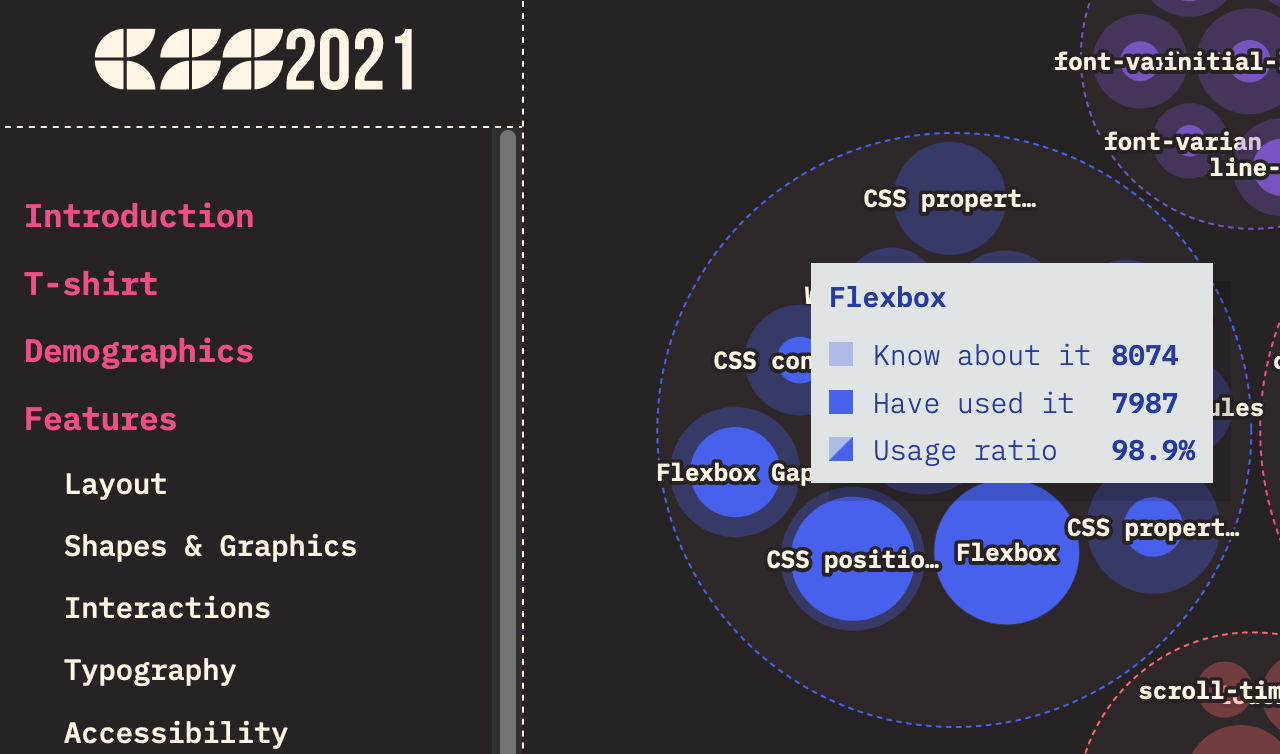 CSS2021
Introduction
T-shirt
Demographics
Features
Layout
Shapes & Graphics
Interactions
Typography
Accessibility
initial-
font-varian
line-
CSS propert…
Flexbox
Know about it 8074
Have used it 7987
Usage ratio 98.9%
CSS con
ules
Flexbox Gap
CSS propert…
CSS positio…
Flexbox
scroll-tim